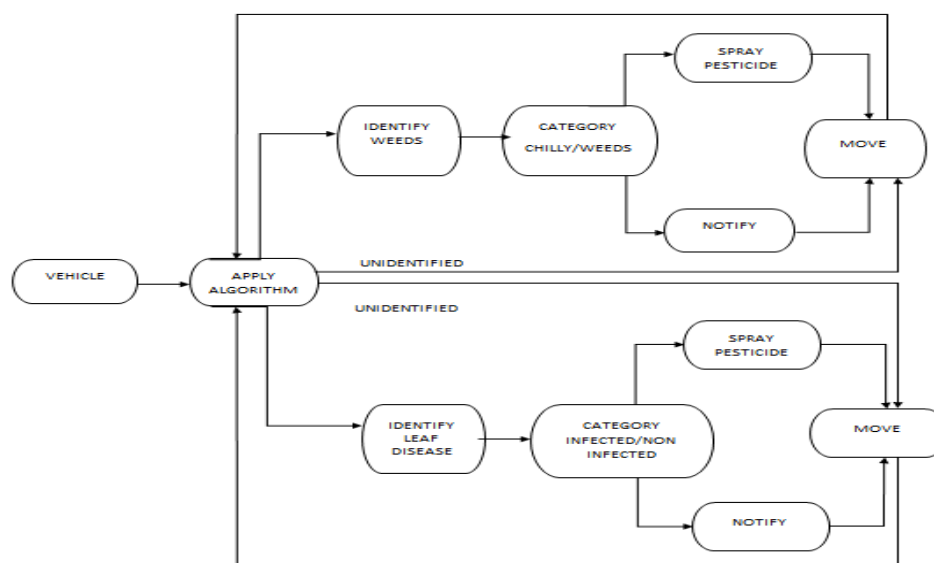 SPRAY
PESTICIDE
IDENTIFY
WEEDS
CATEGORY
CHILLY/WEEDS
MOVE
NOTIFY
UNIDENTIFIED
VEHICLE
APPLY
ALGORITHM
UNIDENTIFIED
SPRAY
PESTICIDE
IDENTIFY
LEAF
DISEASE
CATEGORY
INFECTED/NON
INFECTED
MOVE
NOTIFY